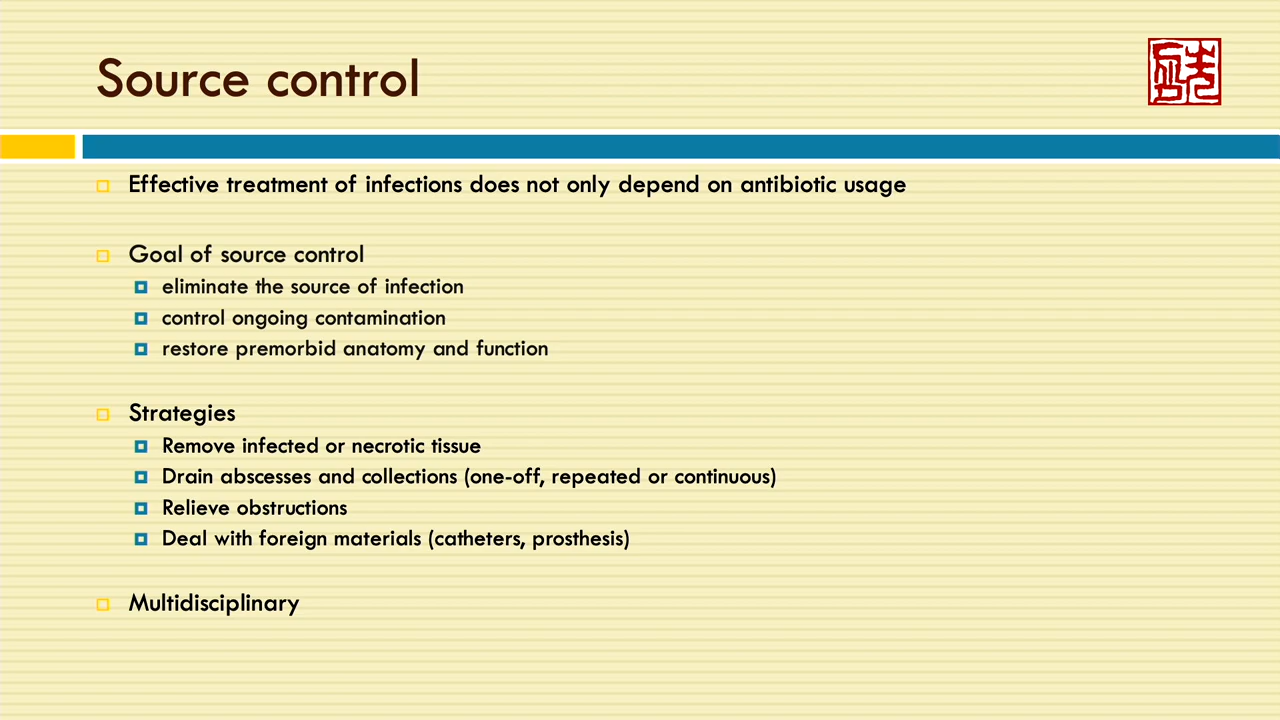 Source control
Effective treatment of infections does not only depend on antibiotic usage
Goal of source control
eliminate the source of infection
control ongoing contamination
restore premorbid anatomy and function
Strategies
Remove infected or necrotic tissue
Drain abscesses and collections (one-off, repeated or continuous)
Relieve obstructions
Deal with foreign materials (catheters, prosthesis)
Multidisciplinary